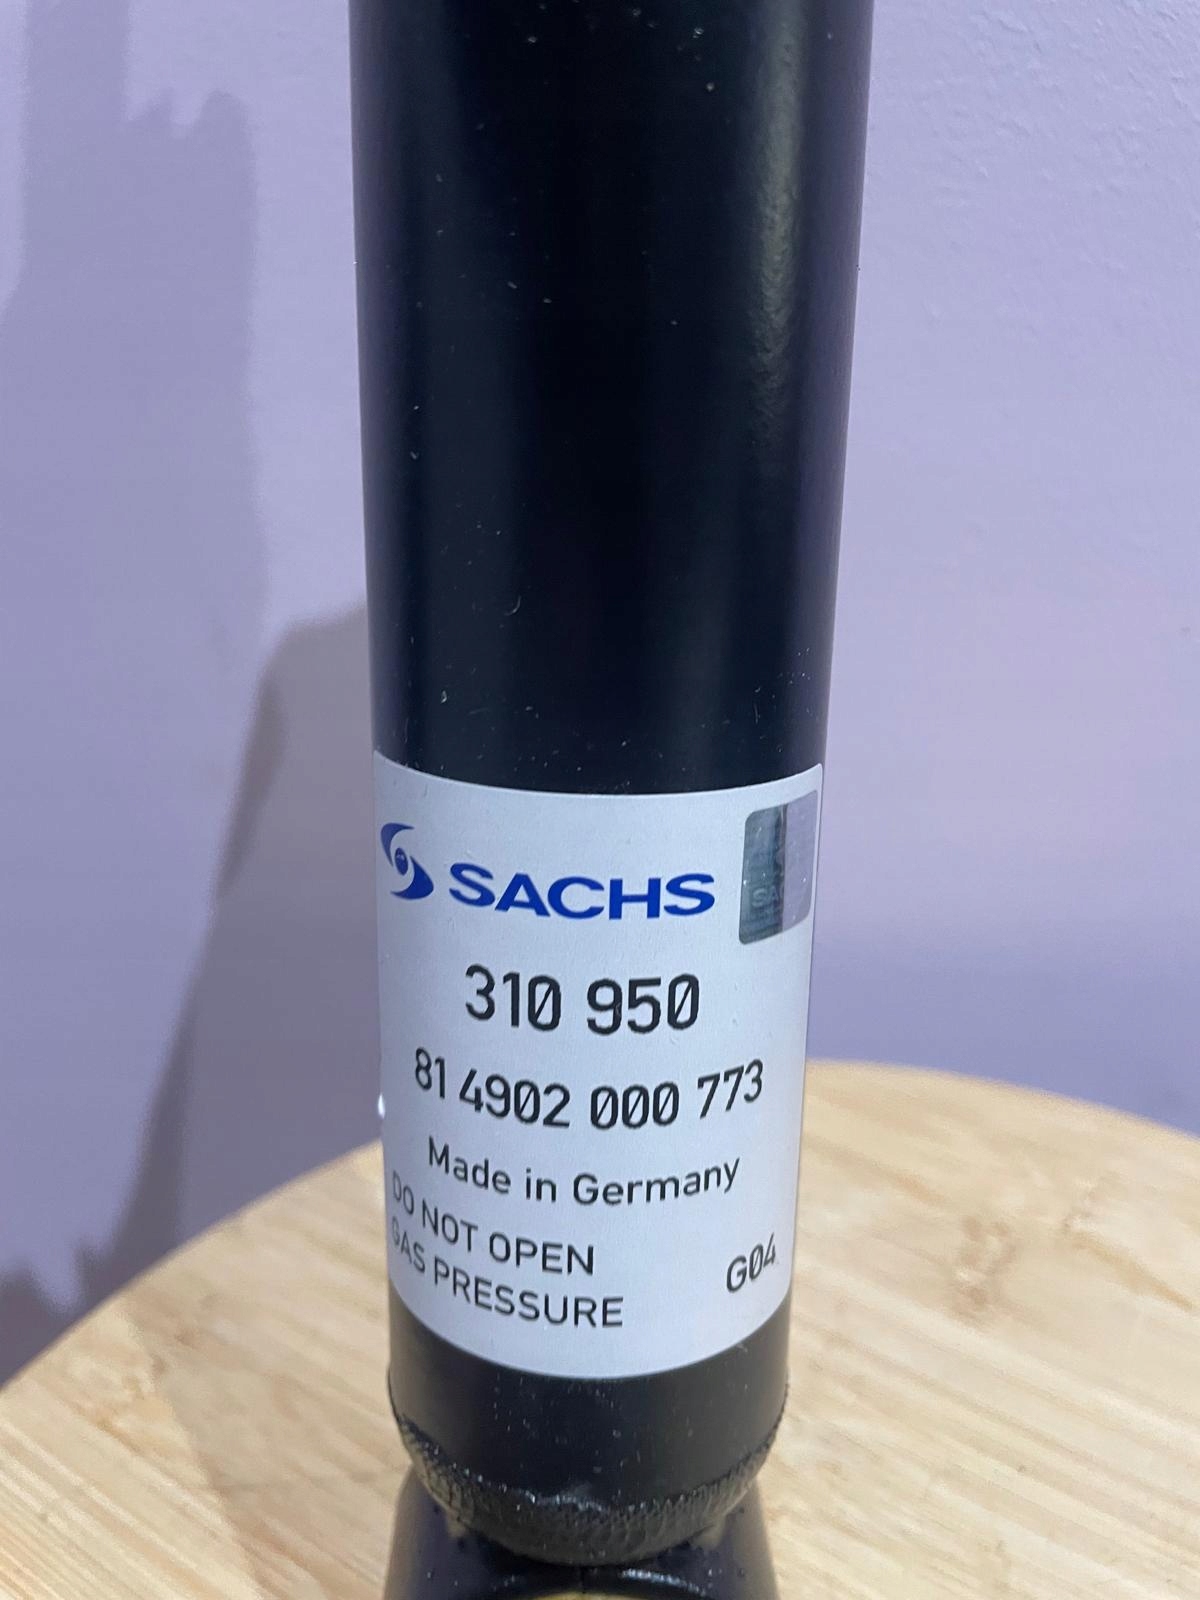 SACHS
310 950
81 4902 000 773
Made in Germany
DO NOT OPEN
GAS PRESSURE
G04